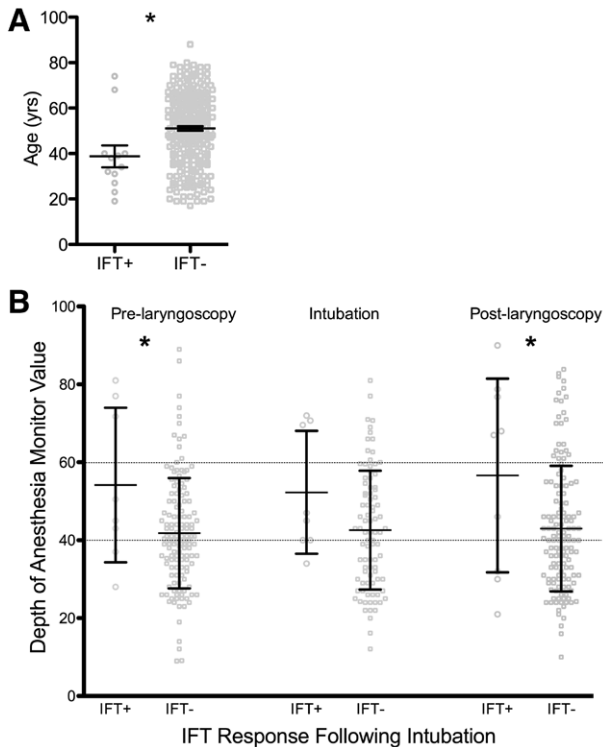 A
*
100
80
60
40
20
0
Age (yrs)
IFT+ IFT-
B
Pre-laryngoscopy Intubation Post-laryngoscopy
* *
100
80
60
40
20
0
Depth of Anesthesia Monitor Value
IFT+ IFT- IFT+ IFT- IFT+ IFT-
IFT Response Following Intubation